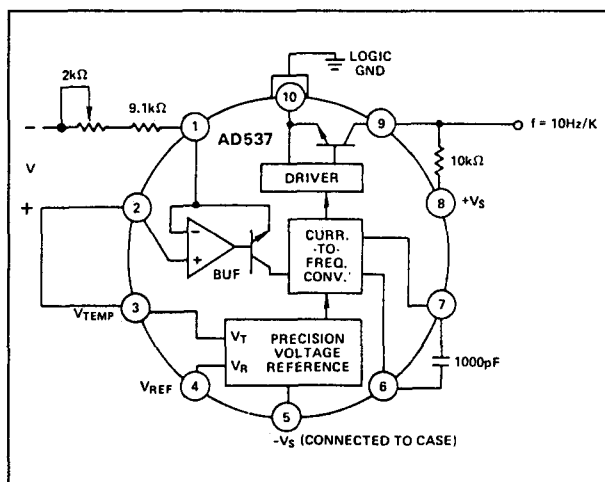 LOGIC
GND
2kΩ
9.1kΩ
10
−
1
AD537
9
f = 10Hz/K
10kΩ
V
DRIVER
8
+VS
+
2
−
+
BUF
CURR.
-TO-
FREQ.
CONV.
7
VTEMP
3
VT
VR
PRECISION
VOLTAGE
REFERENCE
1000pF
VREF
4
6
5
-VS (CONNECTED TO CASE)